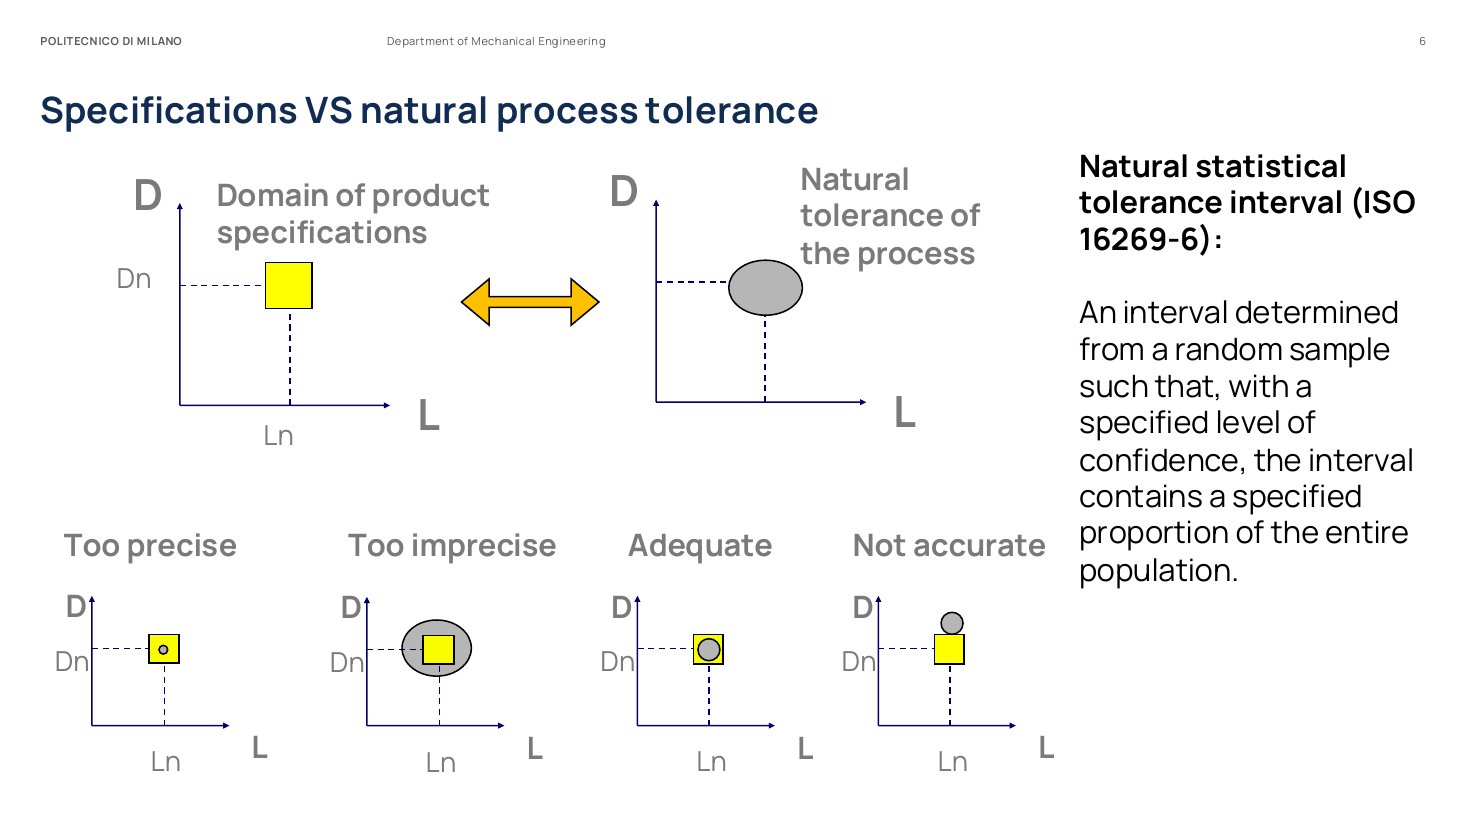 POLITECNICO DI MILANO
Department of Mechanical Engineering
6
Specifications VS natural process tolerance
D
Domain of product
specifications
Dn
Ln
L
D
Natural
tolerance of
the process
L
Natural statistical
tolerance interval (ISO
16269-6):
An interval determined
from a random sample
such that, with a
specified level of
confidence, the interval
contains a specified
proportion of the entire
population.
Too precise
D
Dn
Ln
L
Too imprecise
D
Dn
Ln
L
Adequate
D
Dn
Ln
L
Not accurate
D
Dn
Ln
L